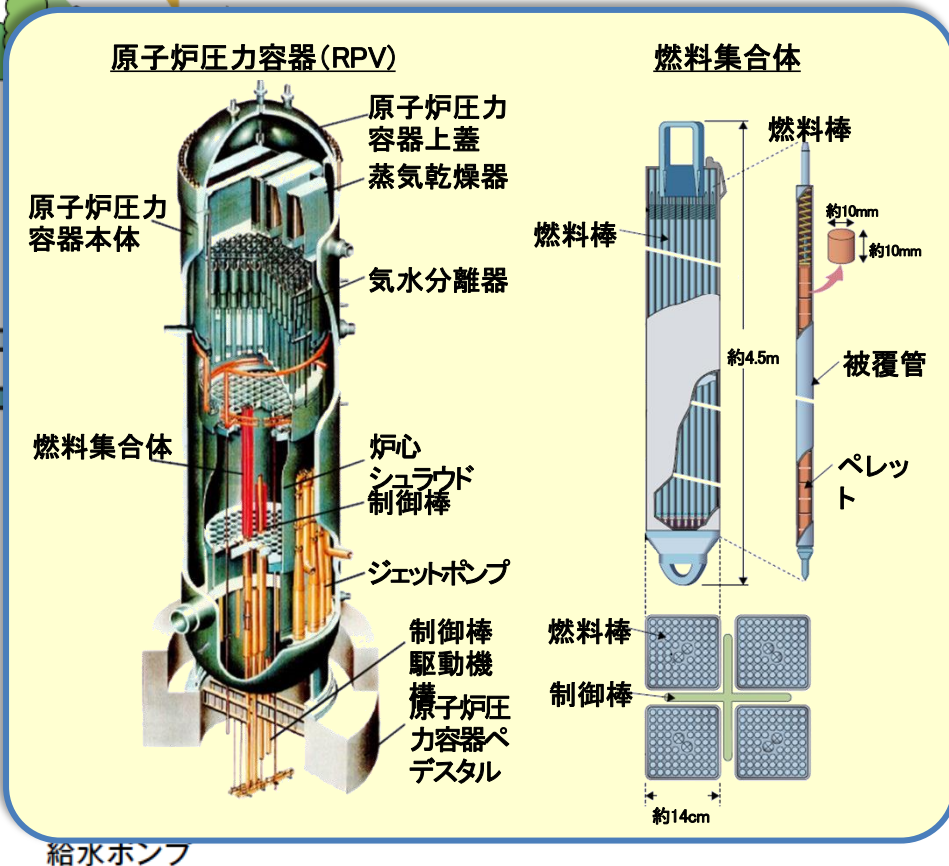 原子炉圧力容器(RPV)
原子炉圧力
容器上蓋
蒸気乾燥器
原子炉圧力
容器本体
気水分離器
燃料集合体
炉心
シュラウド
制御棒
ジェットポンプ
制御棒
駆動機
構
原子炉圧
力容器ペ
デスタル
燃料集合体
燃料棒
燃料棒
約10mm
約10mm
約4.5m
被覆管
ペレッ
ト
燃料棒
制御棒
約14cm
給水ポンプ